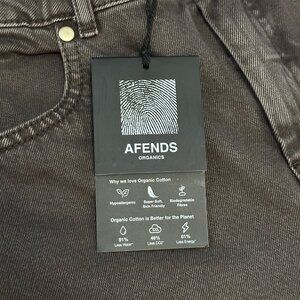 AFENDS
ORGANICS
Why we love Organic Cotton
Hypoallergenic
Super Soft,
Skin Friendly
Biodegradable
Fibres
Organic Cotton is Better for the Planet
91%
Less Water*
46%
Less CO2*
61%
Less Energy*